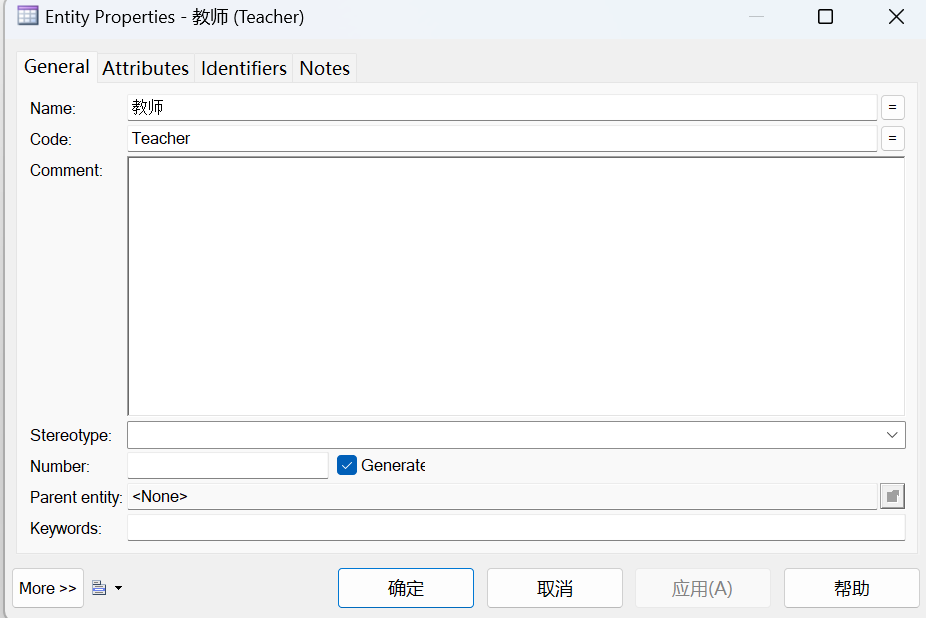 Entity Properties - 教师 (Teacher)
General Attributes Identifiers Notes
Name: 教师 =
Code: Teacher =
Comment:
Stereotype:
Number: Generate
Parent entity: <None>
Keywords:
More >> 确定 取消 应用(A) 帮助